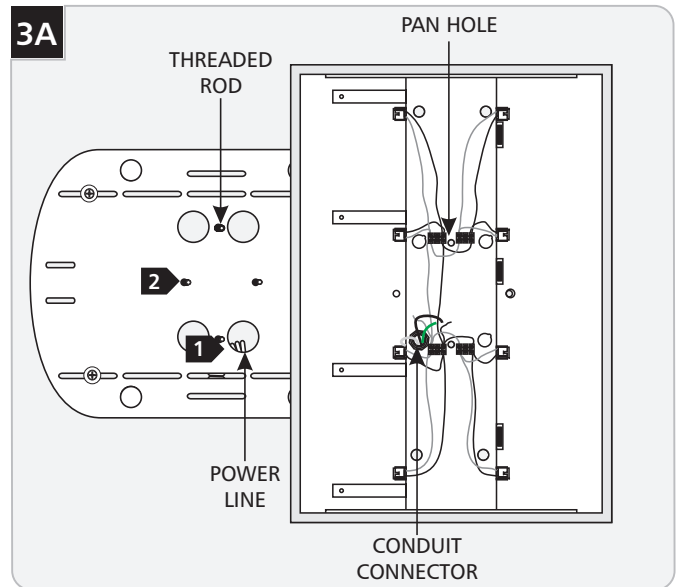 3A
PAN HOLE
THREADED
ROD
2
1
POWER
LINE
CONDUIT
CONNECTOR